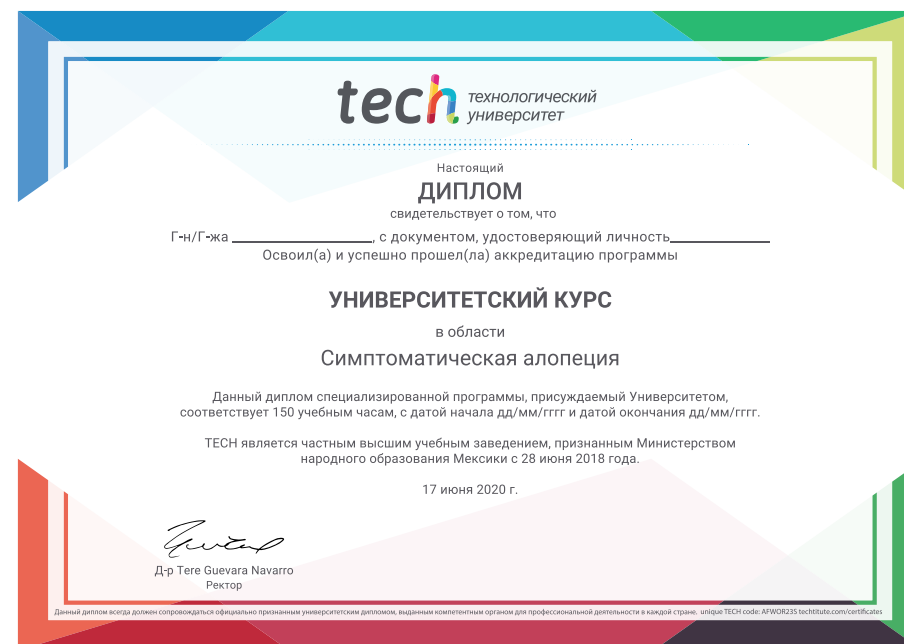 tech технологический
университет
Настоящий
ДИПЛОМ
свидетельствует о том, что
Г-н/Г-жа ____________________, с документом, удостоверяющий личность______________
Освоил(а) и успешно прошел(ла) аккредитацию программы
УНИВЕРСИТЕТСКИЙ КУРС
в области
Симптоматическая алопеция
Данный диплом специализированной программы, присуждаемый Университетом,
соответствует 150 учебным часам, с датой начала дд/мм/гггг и датой окончания дд/мм/гггг.
TECH является частным высшим учебным заведением, признанным Министерством
народного образования Мексики с 28 июня 2018 года.
17 июня 2020 г.
Д-р Tere Guevara Navarro
Ректор
Данный диплом всегда должен сопровождаться официально признанным университетским дипломом, выданным компетентным органом для профессиональной деятельности в каждой стране. unique TECH code: AFWOR23S techtitute.com/certificates